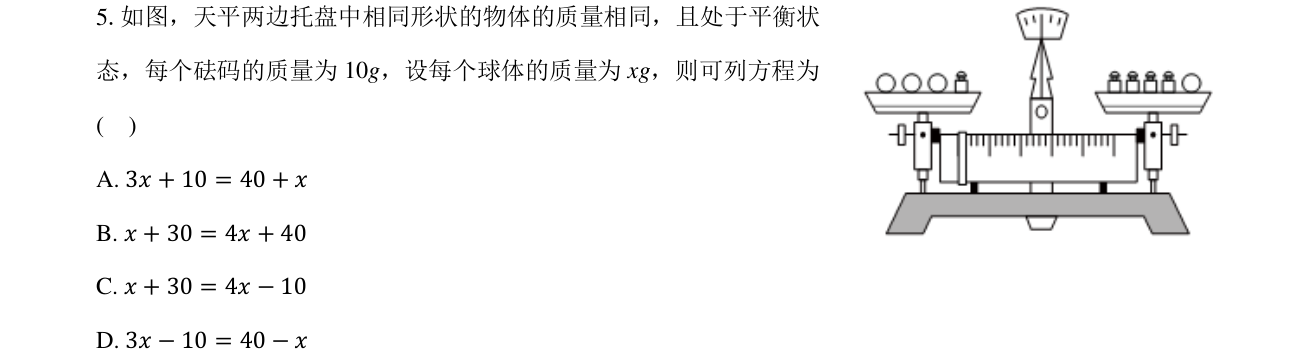 5. 如图，天平两边托盘中相同形状的物体的质量相同，且处于平衡状
态，每个砝码的质量为 10g，设每个球体的质量为 xg，则可列方程为
(    )
A. 3x + 10 = 40 + x
B. x + 30 = 4x + 40
C. x + 30 = 4x − 10
D. 3x − 10 = 40 − x